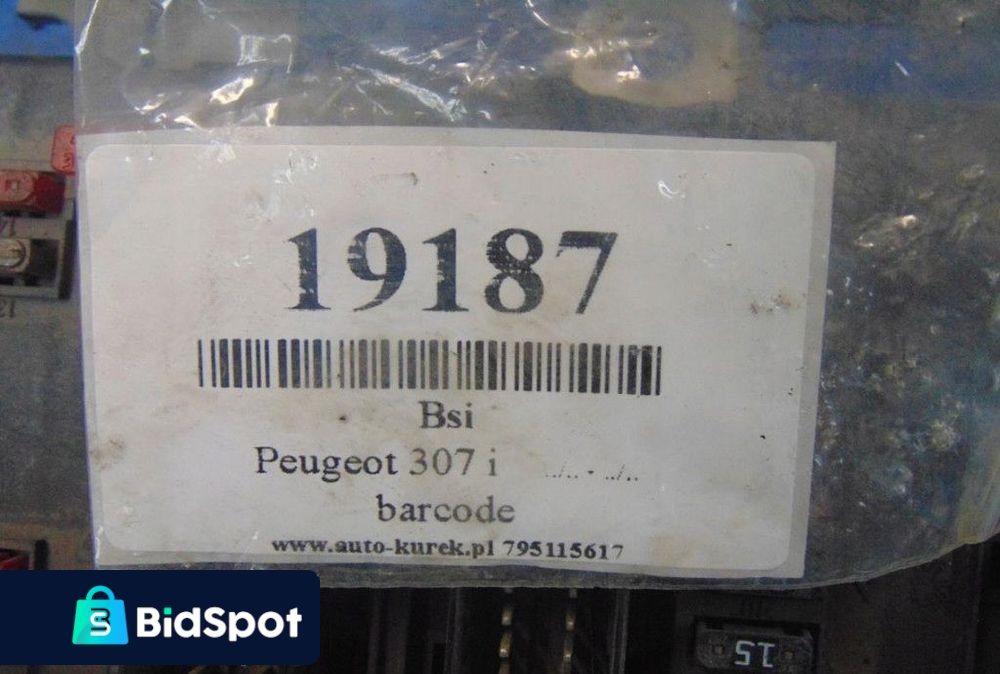 19187
Bsi
Peugeot 307 i
barcode
www.auto-kurek.pl 795115617
BidSpot
15